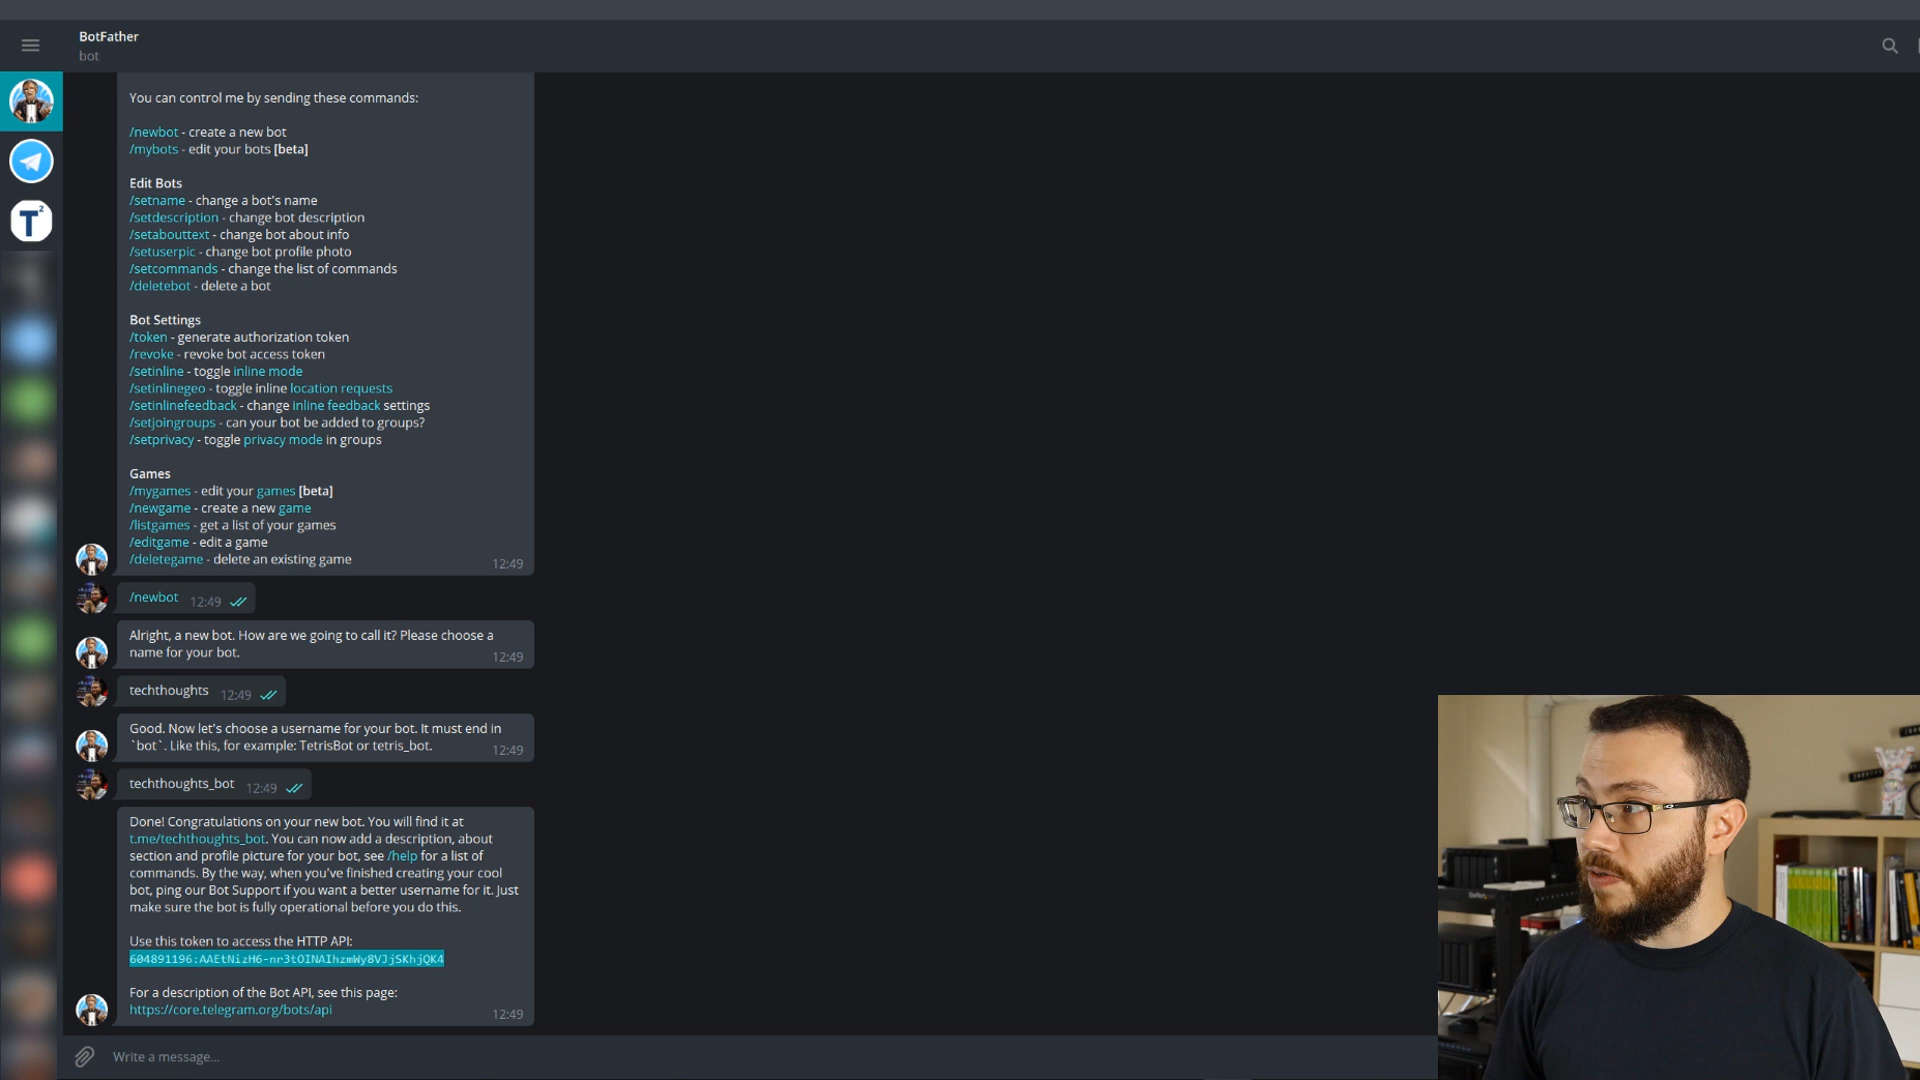 BotFather
bot
You can control me by sending these commands:
/newbot - create a new bot
/mybots - edit your bots [beta]
Edit Bots
/setname - change a bot's name
/setdescription - change bot description
/setabouttext - change bot about info
/setuserpic - change bot profile photo
/setcommands - change the list of commands
/deletebot - delete a bot
Bot Settings
/token - generate authorization token
/revoke - revoke bot access token
/setinline - toggle inline mode
/setinlinegeo - toggle inline location requests
/setinlinefeedback - change inline feedback settings
/setjoingroups - can your bot be added to groups?
/setprivacy - toggle privacy mode in groups
Games
/mygames - edit your games [beta]
/newgame - create a new game
/listgames - get a list of your games
/editgame - edit a game
/deletegame - delete an existing game
12:49
/newbot 12:49
Alright, a new bot. How are we going to call it? Please choose a
name for your bot.
12:49
techthoughts 12:49
Good. Now let's choose a username for your bot. It must end in
`bot`. Like this, for example: TetrisBot or tetris_bot.
12:49
techthoughts_bot 12:49
Done! Congratulations on your new bot. You will find it at
t.me/techthoughts_bot. You can now add a description, about
section and profile picture for your bot, see /help for a list of
commands. By the way, when you've finished creating your cool
bot, ping our Bot Support if you want a better username for it. Just
make sure the bot is fully operational before you do this.
Use this token to access the HTTP API:
604891196:AAEtNizH6-nr3tOINAIhzmWy8VJjSKhjQK4
For a description of the Bot API, see this page:
https://core.telegram.org/bots/api
12:49
Write a message...
T2